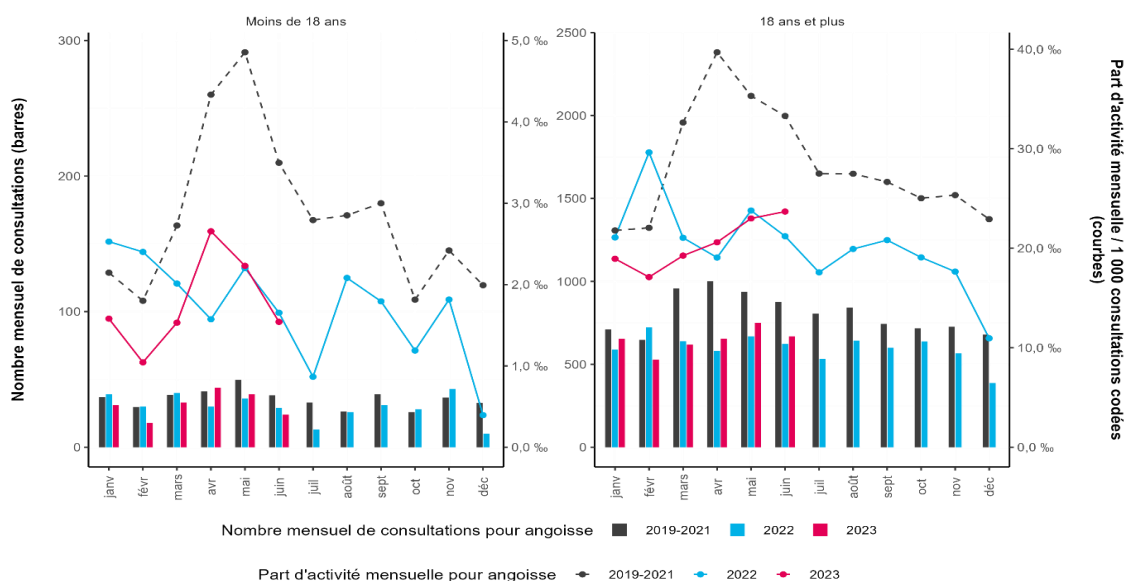 Moins de 18 ans
18 ans et plus
Nombre mensuel de consultations (barres)
300
200
100
0
5,0 ‰
4,0 ‰
3,0 ‰
2,0 ‰
1,0 ‰
0,0 ‰
janv
févr
mars
avr
mai
juin
juil
août
sept
oct
nov
déc
2500
2000
1500
1000
500
0
40,0 ‰
30,0 ‰
20,0 ‰
10,0 ‰
0,0 ‰
janv
févr
mars
avr
mai
juin
juil
août
sept
oct
nov
déc
Part d'activité mensuelle / 1 000 consultations codées
(courbes)
Nombre mensuel de consultations pour angoisse 2019-2021 2022 2023
Part d'activité mensuelle pour angoisse 2019-2021 2022 2023